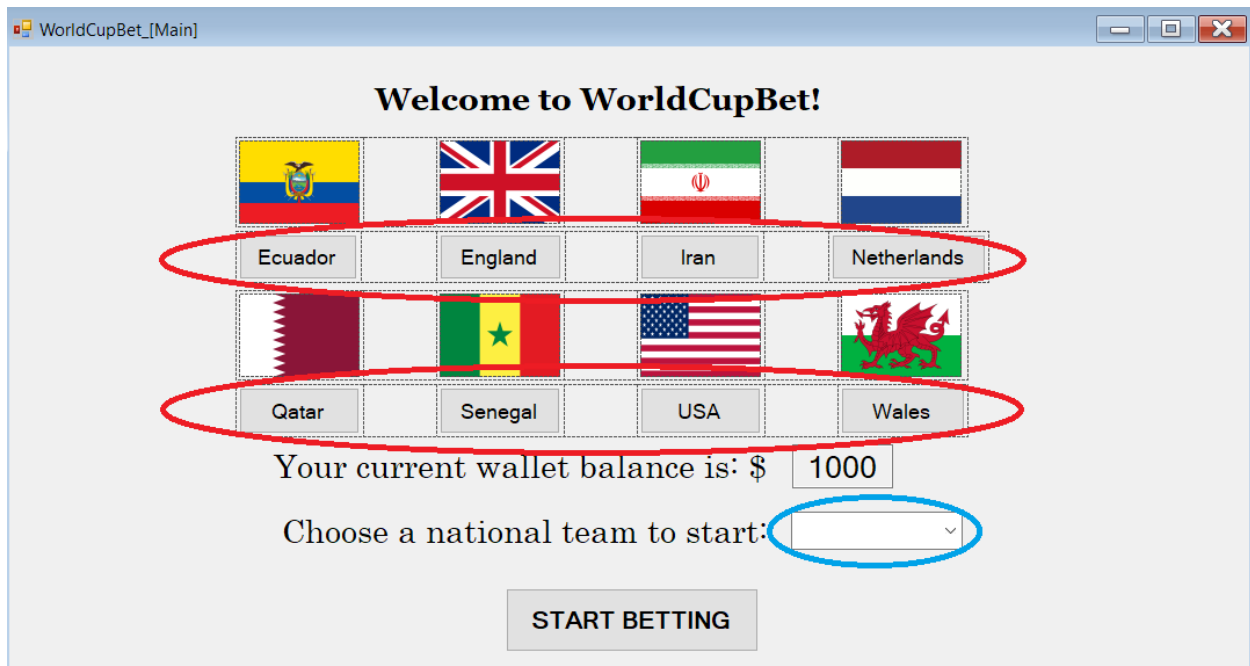 WorldCupBet_[Main]
Welcome to WorldCupBet!
Ecuador England Iran Netherlands
Qatar Senegal USA Wales
Your current wallet balance is: $ 1000
Choose a national team to start:
START BETTING